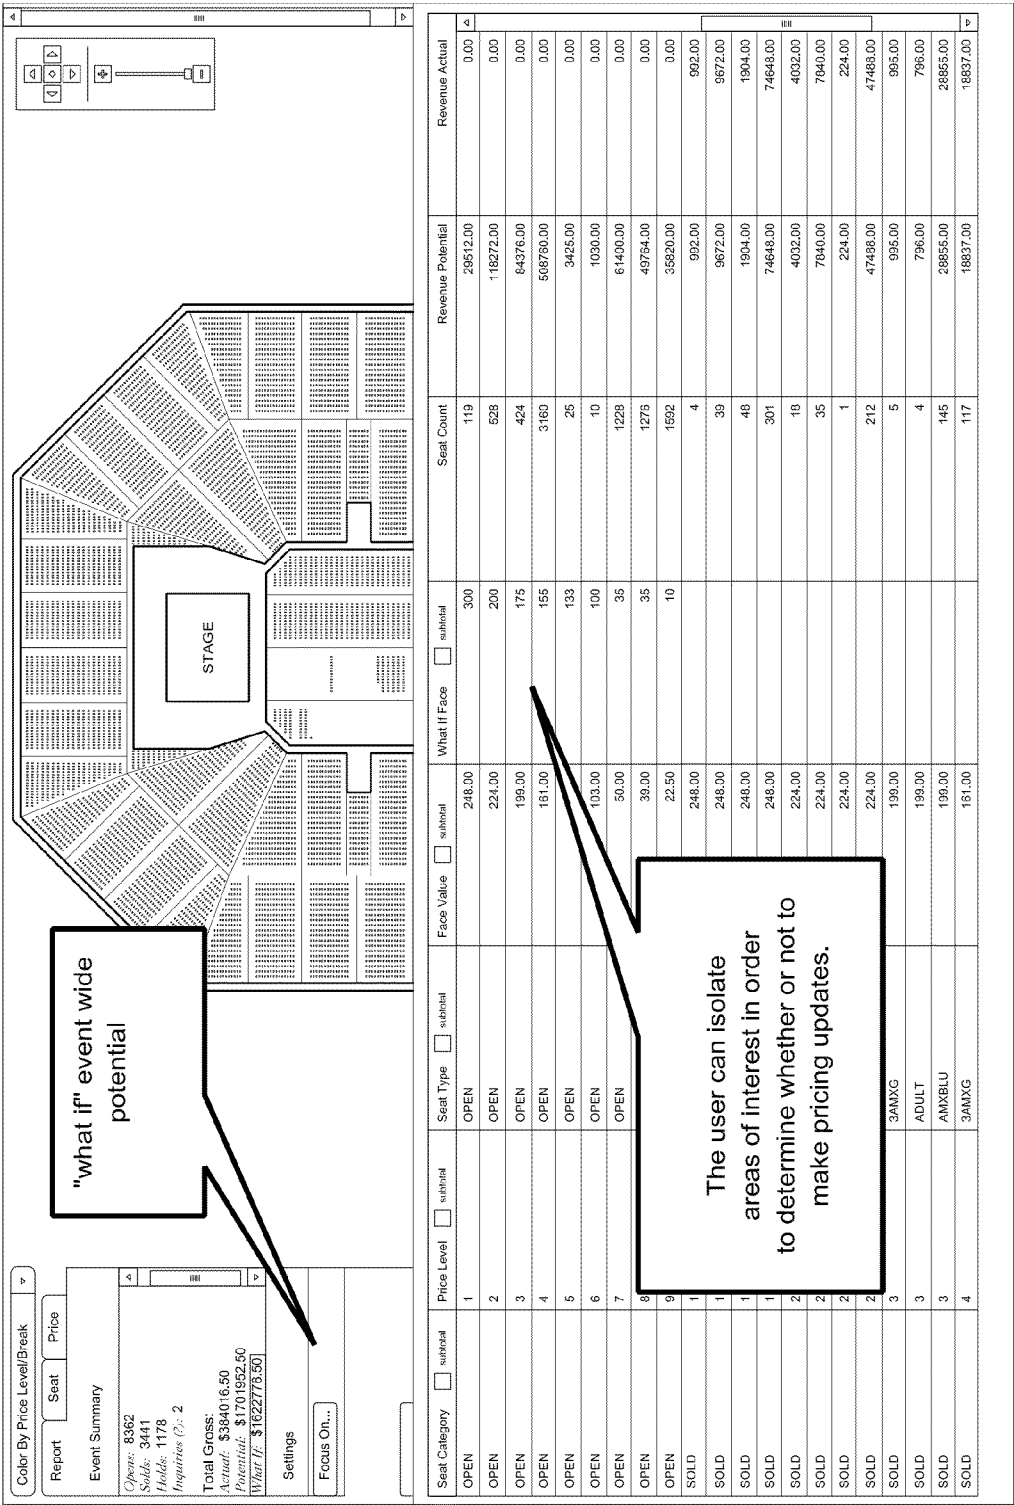 Color By Price Level/Break
Report Seat Price
Event Summary
Opens: 8362
Solds: 3441
Holds: 1178
Inquiries (?): 2
Total Gross:
Actual: $384016.50
Potential: $1701952.50
What If: $1622778.50
Settings
Focus On...
"what if" event wide
potential
STAGE
Seat Category subtotal Price Level subtotal Seat Type subtotal Face Value subtotal What If Face subtotal Seat Count Revenue Potential Revenue Actual
OPEN 1 OPEN 248.00 300 119 29512.00 0.00
OPEN 2 OPEN 224.00 200 528 118272.00 0.00
OPEN 3 OPEN 199.00 175 424 84376.00 0.00
OPEN 4 OPEN 161.00 155 3160 508760.00 0.00
OPEN 5 OPEN 133 25 3425.00 0.00
OPEN 6 OPEN 103.00 100 10 1030.00 0.00
OPEN 7 OPEN 50.00 35 1228 61400.00 0.00
OPEN 8 39.00 35 1276 49764.00 0.00
OPEN 9 22.50 10 1592 35820.00 0.00
SOLD 1 248.00 4 992.00 992.00
SOLD 1 248.00 39 9672.00 9672.00
SOLD 1 248.00 48 1904.00 1904.00
SOLD 1 248.00 301 74648.00 74648.00
SOLD 2 224.00 18 4032.00 4032.00
SOLD 2 224.00 35 7840.00 7840.00
SOLD 2 224.00 1 224.00 224.00
SOLD 2 224.00 212 47488.00 47488.00
SOLD 3 3AMXG 199.00 5 995.00 995.00
SOLD 3 ADULT 199.00 4 796.00 796.00
SOLD 3 AMXBLU 199.00 145 28855.00 28855.00
SOLD 4 3AMXG 161.00 117 18837.00 18837.00
The user can isolate
areas of interest in order
to determine whether or not to
make pricing updates.